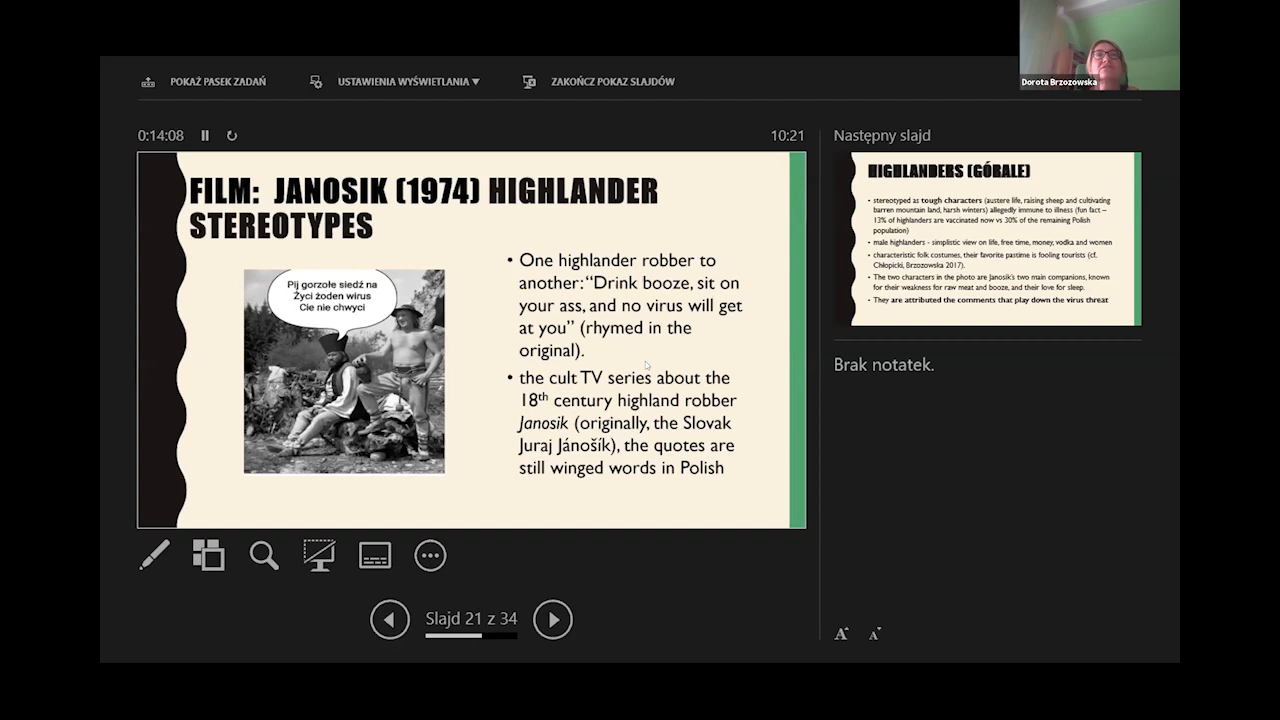 Dorota Brzozowska
POKAŻ PASEK ZADAŃ
USTAWIENIA WYŚWIETLANIA ▼
ZAKOŃCZ POKAZ SLAJDÓW
0:14:08
10:21
FILM: JANOSIK (1974) HIGHLANDER
STEREOTYPES
Pij gorzołe siedź na
Życi żoden wirus
Cie nie chwyci
• One highlander robber to
another: “Drink booze, sit on
your ass, and no virus will get
at you” (rhymed in the
original).
• the cult TV series about the
18th century highland robber
Janosik (originally, the Slovak
Juraj Jánošík), the quotes are
still winged words in Polish
Slajd 21 z 34
Następny slajd
HIGHLANDERS (GÓRALE)
• stereotyped as tough characters (austere life, raising sheep and cultivating
barren mountain land, harsh winters) allegedly immune to illness (fun fact –
13% of highlanders are vaccinated now vs 30% of the remaining Polish
population)
• male highlanders - simplistic view on life, free time, money, vodka and women
• characteristic folk costumes, their favorite pastime is fooling tourists (cf.
Chłopicki, Brzozowska 2017).
• The two characters in the photo are Janosik's two main companions, known
for their weakness for raw meat and booze, and their love for sleep.
• They are attributed the comments that play down the virus threat
Brak notatek.
A A